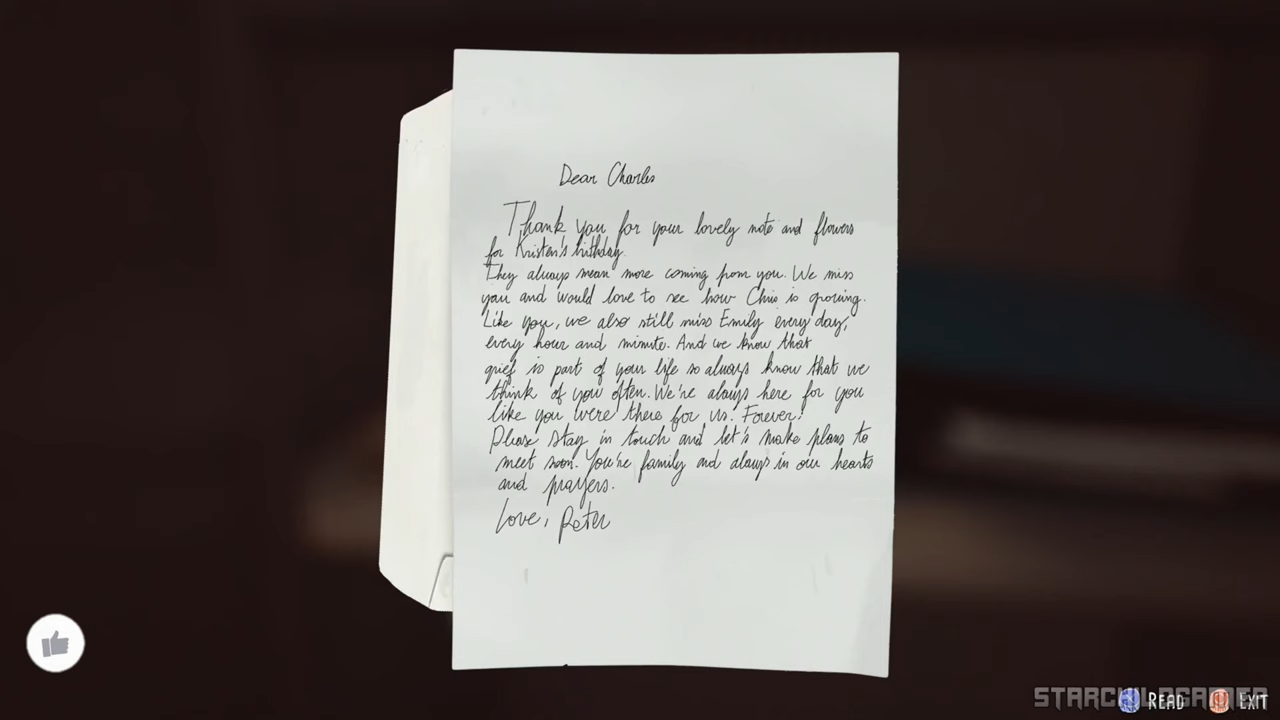 Dear Charles
Thank you for your lovely note and flowers
for Kristen's birthday.
They always mean more coming from you. We miss
you and would love to see how Chris is growing.
Like you, we also still miss Emily every day,
every hour and minute. And we know that
grief is part of your life so always know that we
think of you often. We're always here for you
like you were there for us. Forever!
Please stay in touch and let's make plans to
meet soon. You're family and always in our hearts
and prayers.
Love, Peter
STARCHILDGAMER
READ EXIT